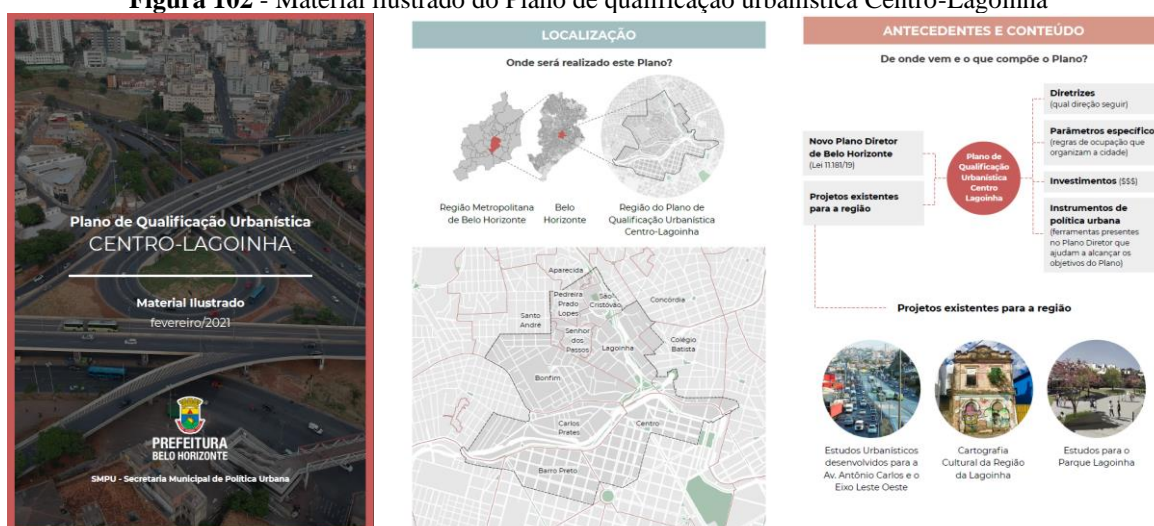 Figura 102 - Material ilustrado do Plano de qualificação urbanística Centro-Lagoinha
Plano de Qualificação Urbanística
CENTRO-LAGOINHA
Material Ilustrado
fevereiro/2021
PREFEITURA
BELO HORIZONTE
SMPU - Secretaria Municipal de Política Urbana
LOCALIZAÇÃO
Onde será realizado este Plano?
Região Metropolitana
de Belo Horizonte
Belo
Horizonte
Região do Plano de
Qualificação Urbanística
Centro-Lagoinha
Aparecida
Pedreira
Prado
Lopes
São
Cristóvão
Concórdia
Santo
André
Senhor
dos
Passos
Lagoinha
Colégio
Batista
Bonfim
Carlos
Prates
Centro
Barro Preto
ANTECEDENTES E CONTEÚDO
De onde vem e o que compõe o Plano?
Novo Plano Diretor
de Belo Horizonte
(Lei 11.181/19)
Projetos existentes
para a região
Plano de
Qualificação
Urbanística
Centro
Lagoinha
Diretrizes
(qual direção seguir)
Parâmetros específico
(regras de ocupação que
organizam a cidade)
Investimentos ($$$)
Instrumentos de
política urbana
(ferramentas presentes
no Plano Diretor que
ajudam a alcançar os
objetivos do Plano)
Projetos existentes para a região
Estudos Urbanísticos
desenvolvidos para a
Av. Antônio Carlos e o
Eixo Leste Oeste
Cartografia
Cultural da Região
da Lagoinha
Estudos para o
Parque Lagoinha